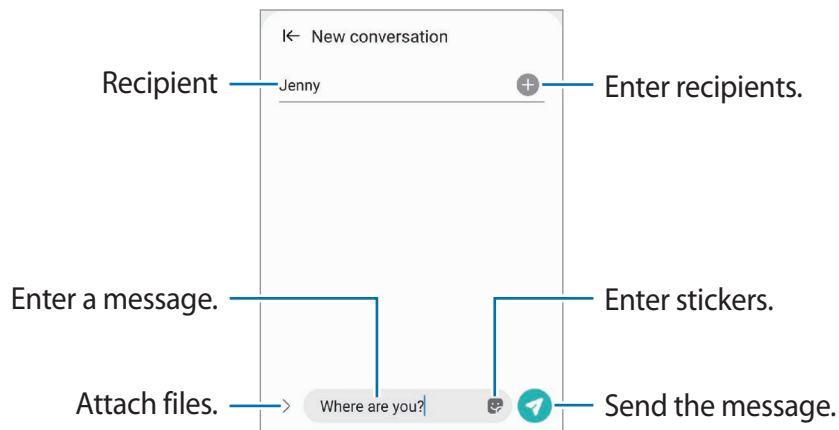 New conversation
Recipient
Jenny
Enter recipients.
Enter a message.
Enter stickers.
Attach files.
Where are you?
Send the message.